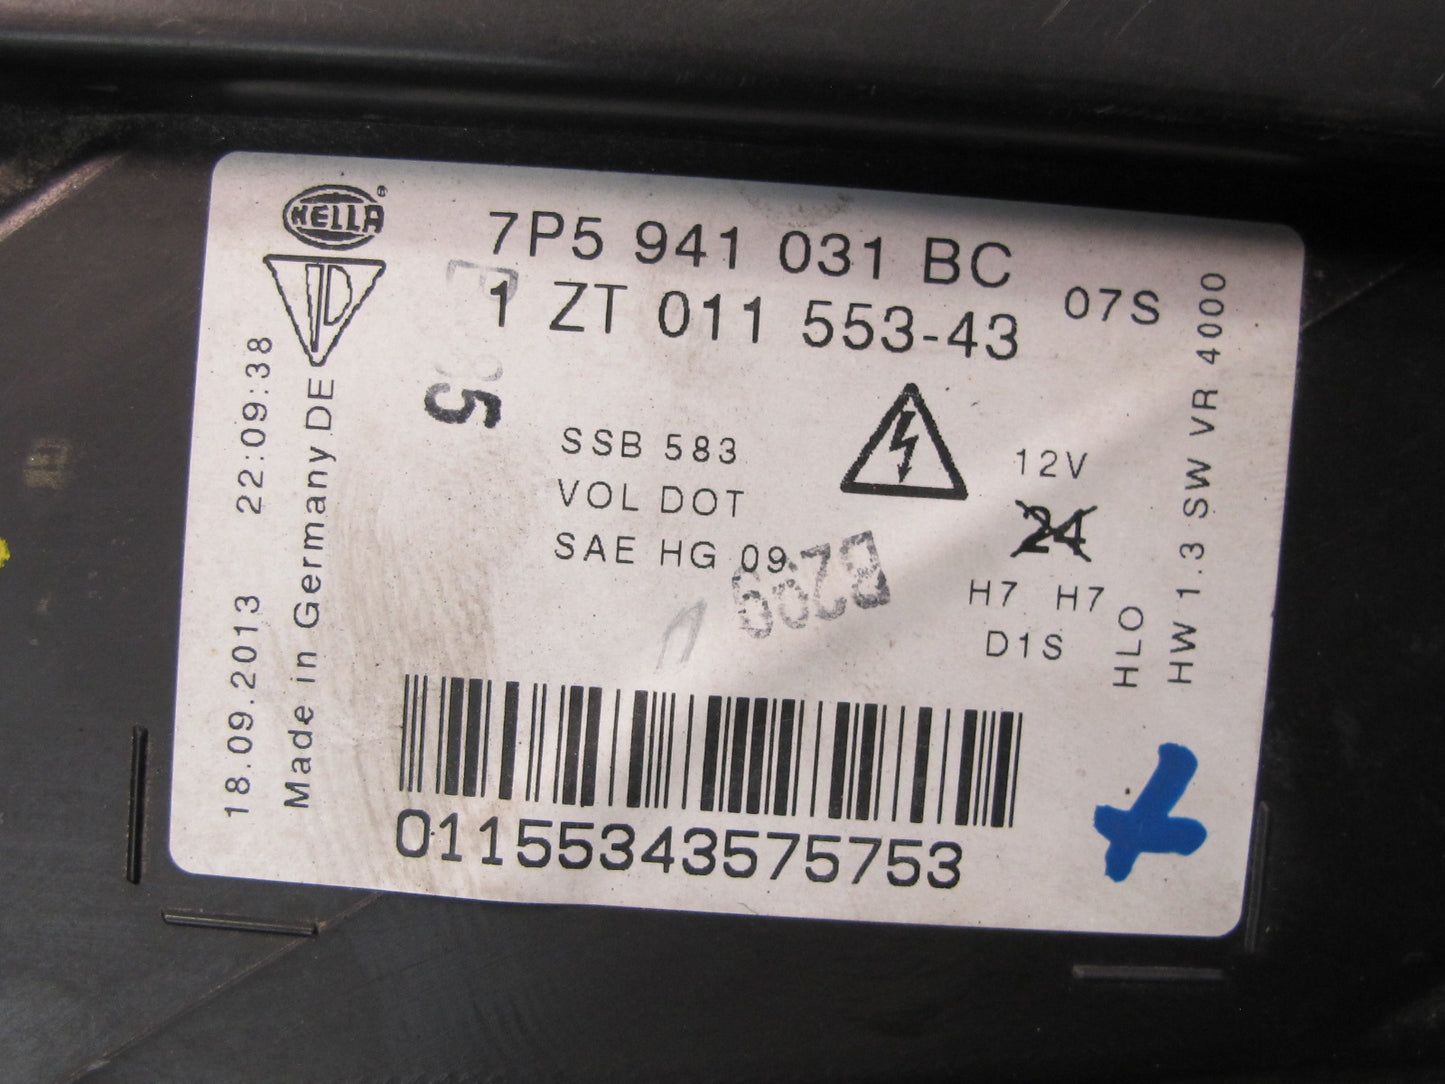 HELLA ®
7P5 941 031 BC
1 ZT 011 553-43
07S
SSB 583
VOL DOT
SAE HG 09
12V
24
H7 H7
D1S
HLO
HW 1.3 SW VR 4000
18.09.2013 22:09:38
Made in Germany DE
01155343575753